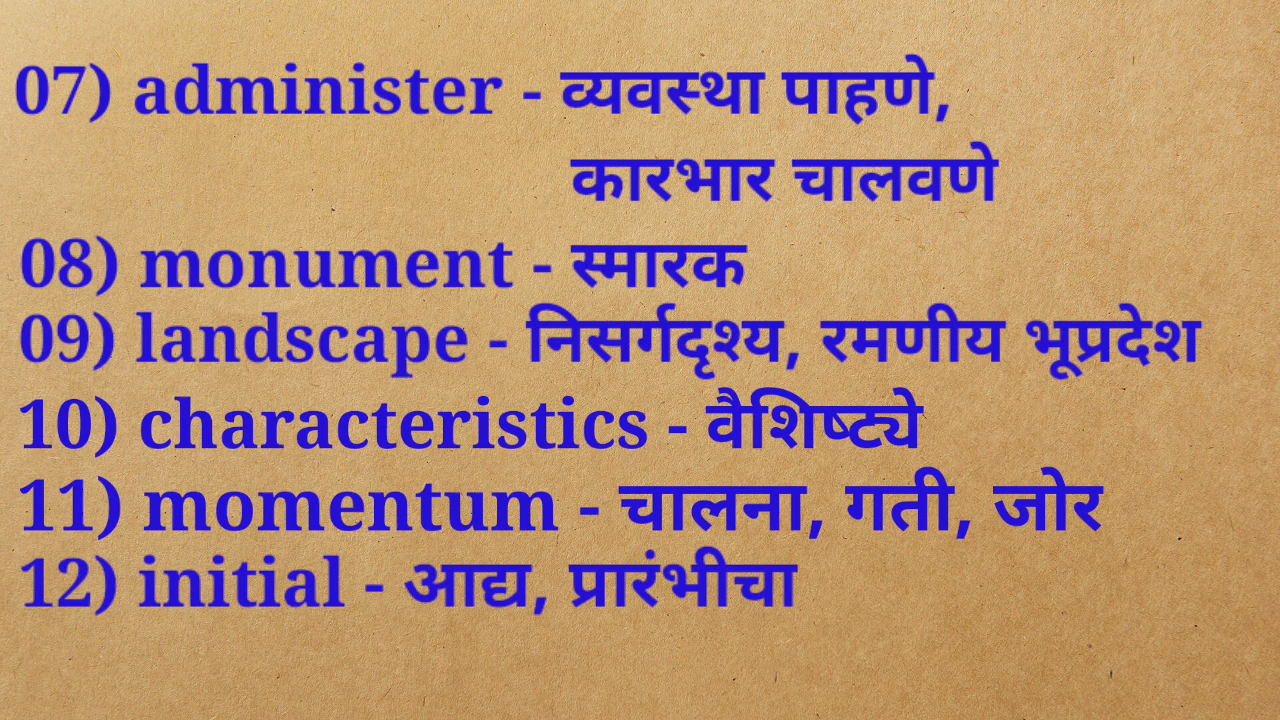 07) administer - व्यवस्था पाहणे,
कारभार चालवणे
08) monument - स्मारक
09) landscape - निसर्गदृश्य, रमणीय भूप्रदेश
10) characteristics - वैशिष्ट्ये
11) momentum - चालना, गती, जोर
12) initial - आद्य, प्रारंभीचा